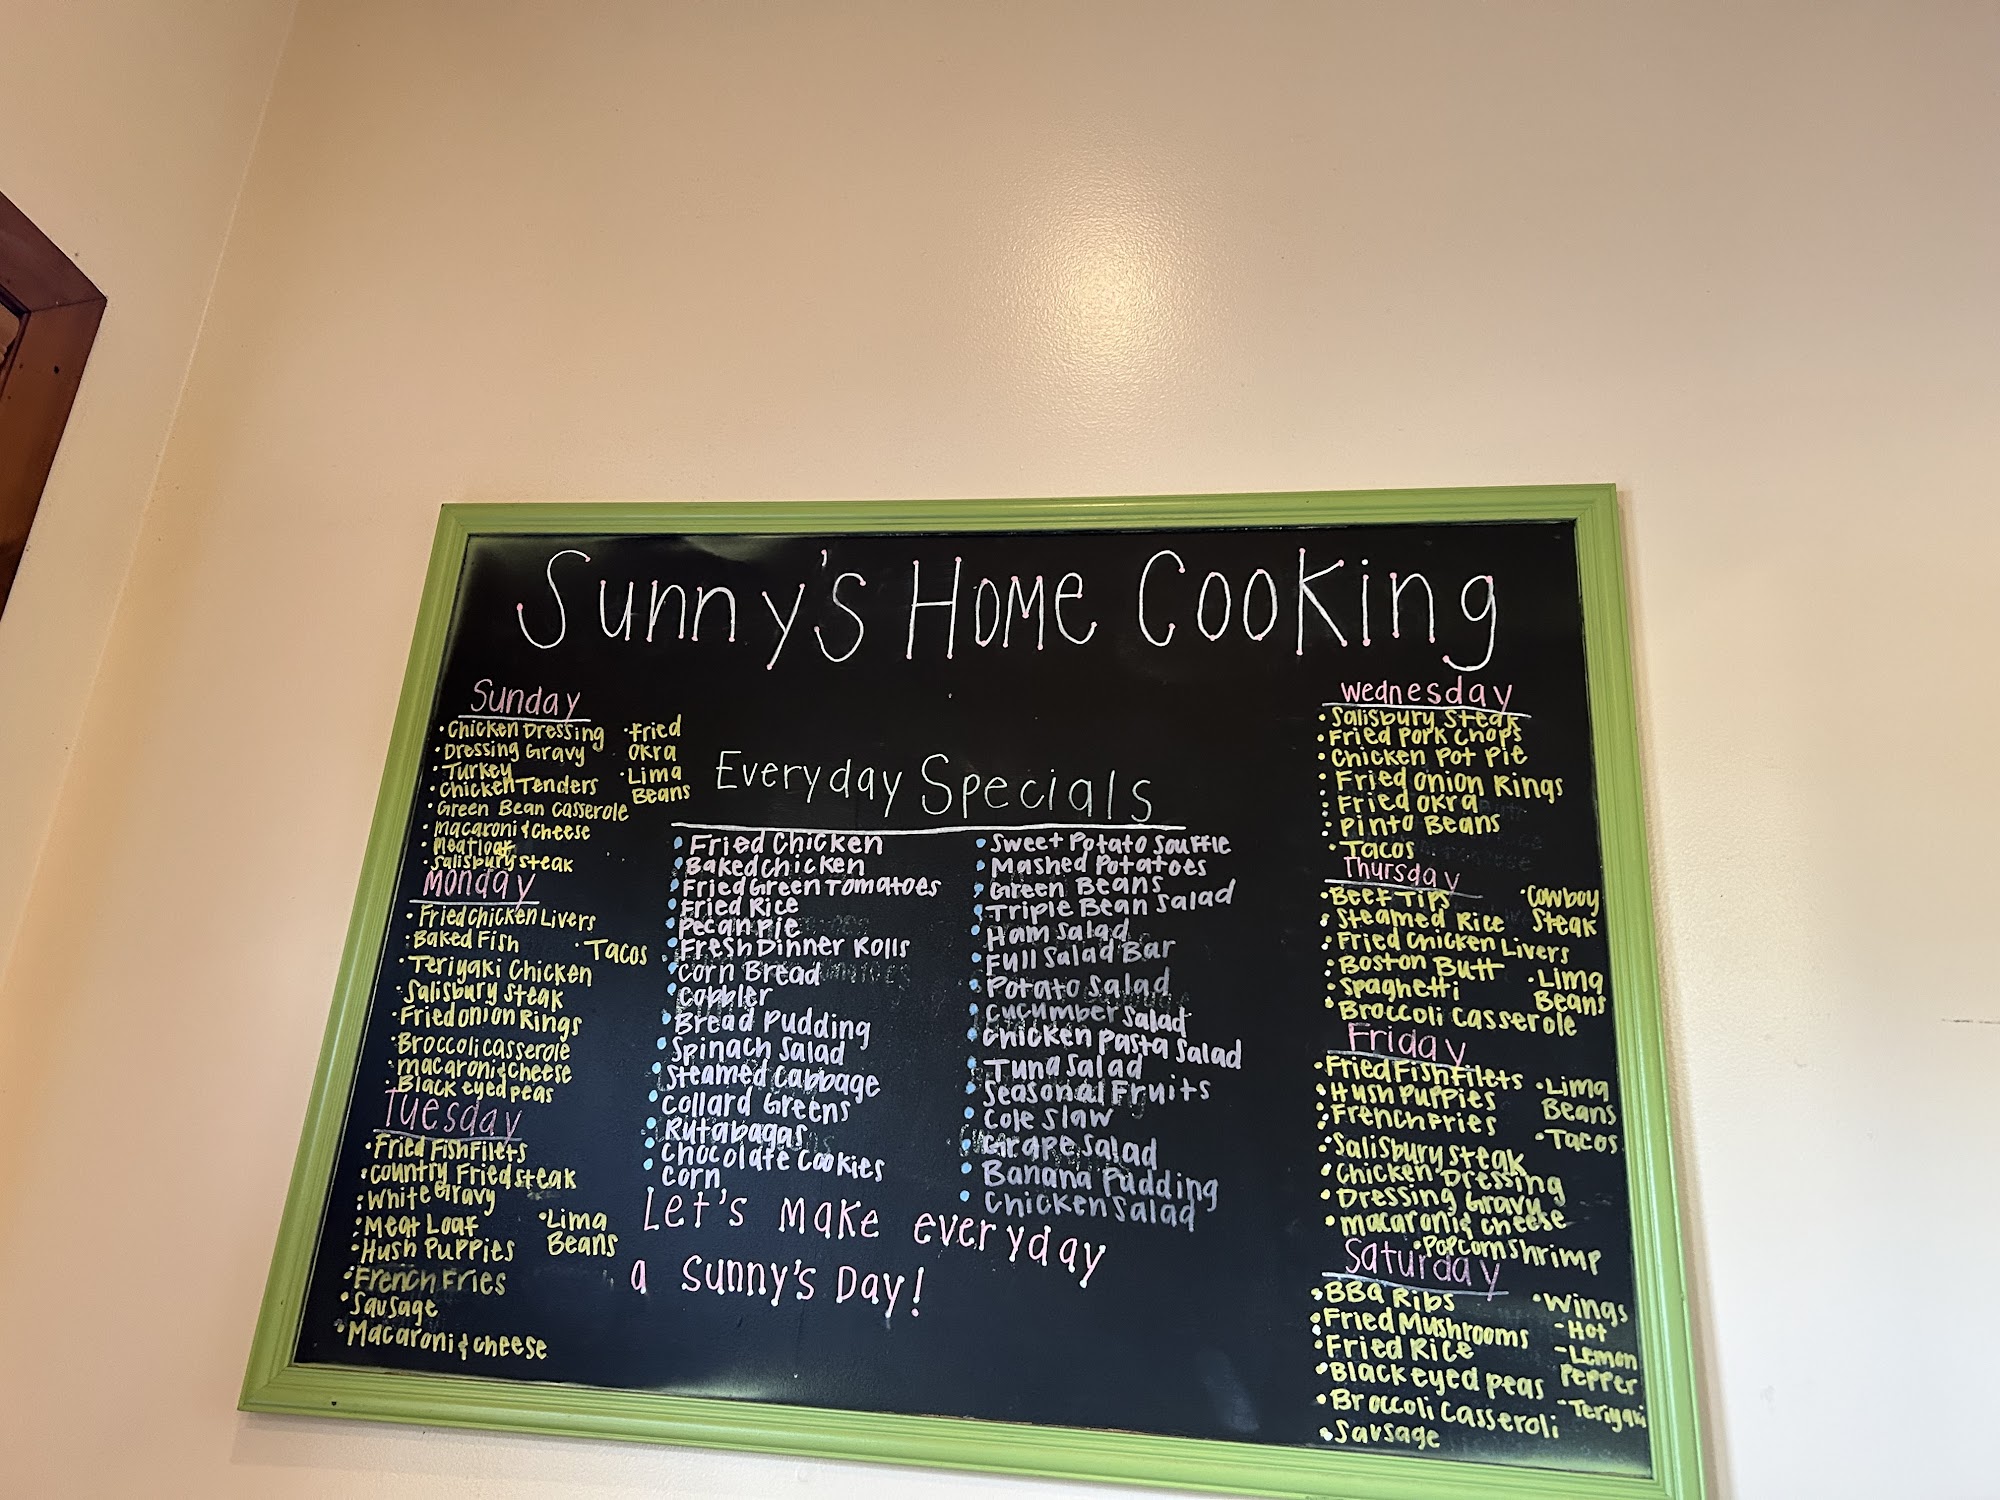 Sunny's Home Cooking
Sunday
• Chicken Dressing
• Dressing Gravy
• Turkey
• Chicken Tenders
• Green Bean Casserole
• macaroni & cheese
• Meatloaf
• Salisbury steak
• Fried
Okra
• Lima
Beans
Monday
• Fried Chicken Livers
• Baked Fish
• Teriyaki Chicken
• Salisbury steak
• Fried onion Rings
• Broccoli casserole
• macaroni & cheese
• Black eyed peas
• Tacos
Tuesday
• Fried Fish Filets
• Country Fried steak
• White Gravy
• Meat Loaf
• Hush Puppies
• French Fries
• Sausage
• Macaroni & cheese
• Lima
Beans
Everyday Specials
• Fried Chicken
• Baked Chicken
• Fried Green Tomatoes
• Fried Rice
• Pecan Pie
• Fresh Dinner Rolls
• Corn Bread
• Cobbler
• Bread Pudding
• Spinach Salad
• Steamed Cabbage
• Collard Greens
• Rutabagas
• Chocolate Cookies
• Corn
• Sweet Potato Souffle
• Mashed Potatoes
• Green Beans
• Triple Bean Salad
• Ham Salad
• Full Salad Bar
• Potato Salad
• Cucumber Salad
• Chicken Pasta Salad
• Tuna Salad
• Seasonal Fruits
• Cole Slaw
• Grape Salad
• Banana Pudding
• Chicken Salad
Let's make everyday
a Sunny's Day!
Wednesday
• Salisbury Steak
• Fried Pork Chops
• Chicken Pot Pie
• Fried Onion Rings
• Fried Okra
• Pinto Beans
• Tacos
Thursday
• Beef Tips
• Steamed Rice
• Fried Chicken Livers
• Boston Butt
• Spaghetti
• Broccoli Casserole
• Cowboy
Steak
• Lima
Beans
Friday
• Fried Fish Filets
• Hush Puppies
• French Fries
• Salisbury steak
• Chicken Dressing
• Dressing Gravy
• macaroni & cheese
• Popcorn Shrimp
• Lima
Beans
• Tacos
Saturday
• BBQ Ribs
• Fried Mushrooms
• Fried Rice
• Black eyed peas
• Broccoli Casseroli
• Sausage
• Wings
- Hot
- Lemon
Pepper
- Teriyaki